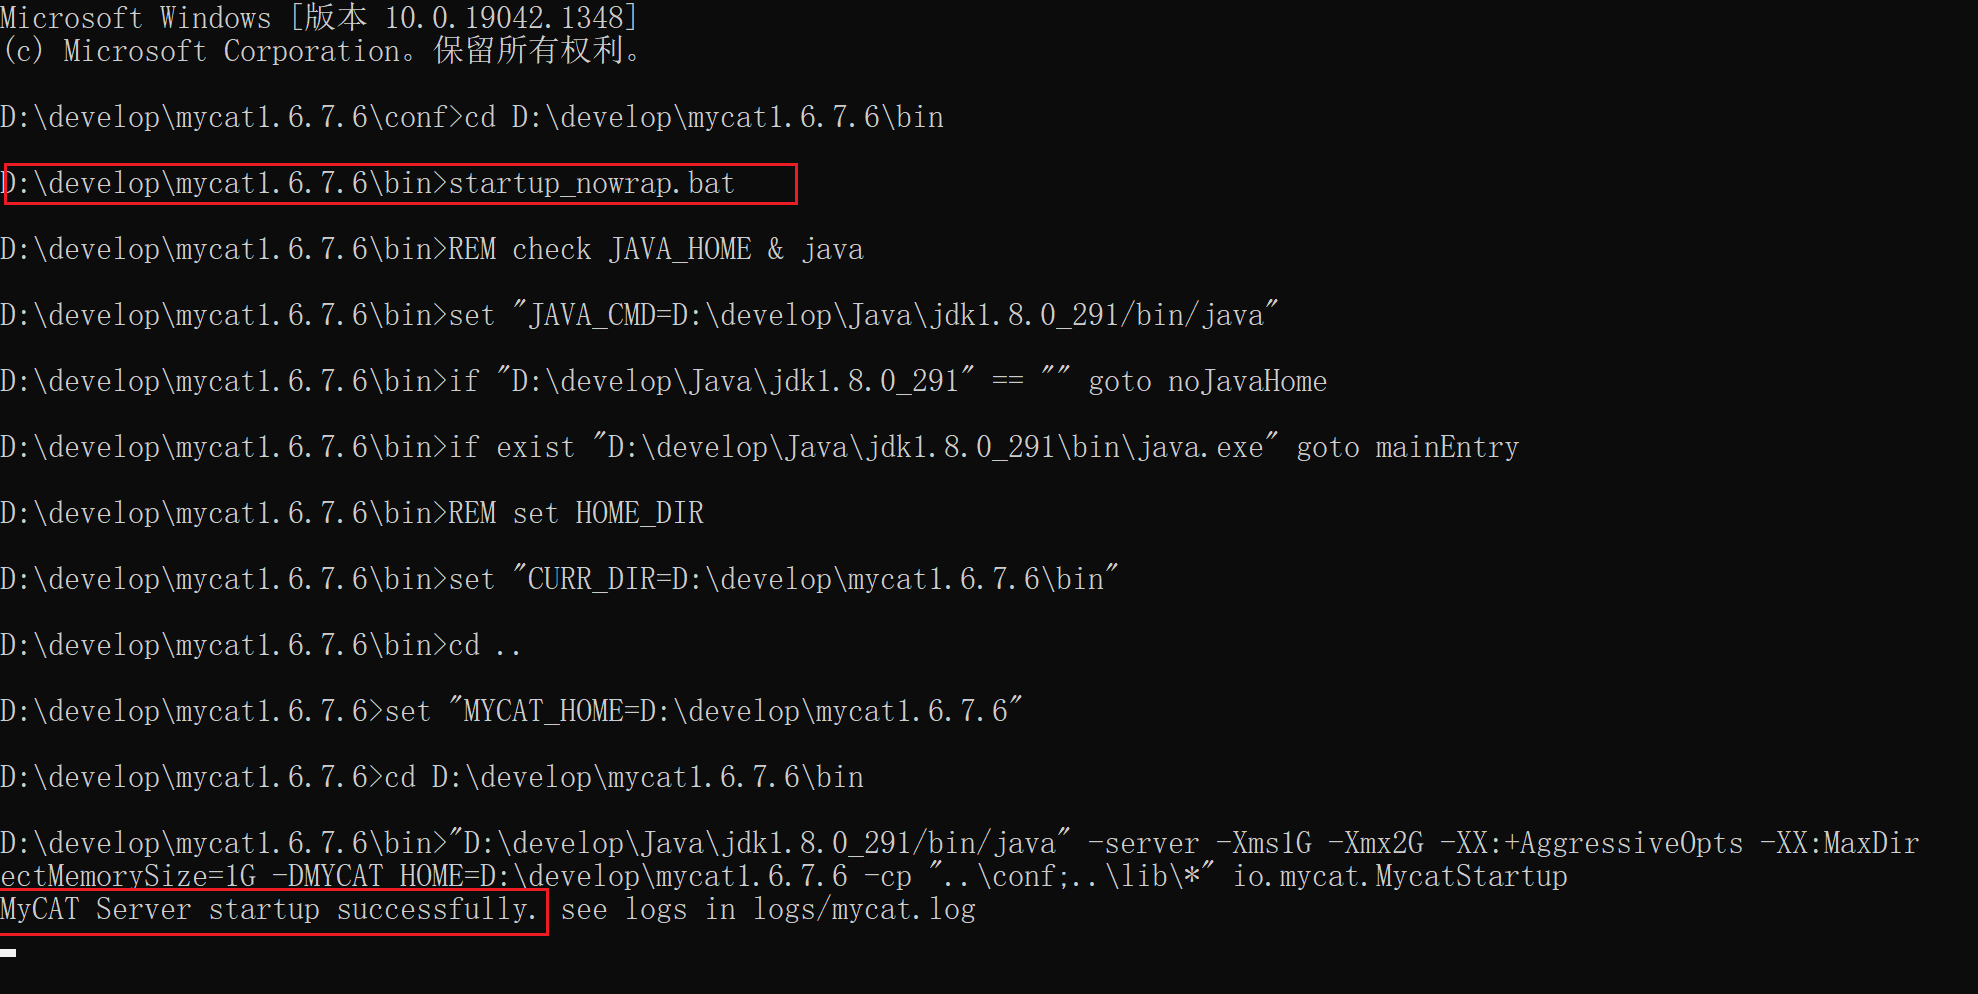 Microsoft Windows [版本 10.0.19042.1348]
(c) Microsoft Corporation。保留所有权利。
D:\develop\mycat1.6.7.6\conf>cd D:\develop\mycat1.6.7.6\bin
D:\develop\mycat1.6.7.6\bin>startup_nowrap.bat
D:\develop\mycat1.6.7.6\bin>REM check JAVA_HOME & java
D:\develop\mycat1.6.7.6\bin>set "JAVA_CMD=D:\develop\Java\jdk1.8.0_291/bin/java"
D:\develop\mycat1.6.7.6\bin>if "D:\develop\Java\jdk1.8.0_291" == "" goto noJavaHome
D:\develop\mycat1.6.7.6\bin>if exist "D:\develop\Java\jdk1.8.0_291\bin\java.exe" goto mainEntry
D:\develop\mycat1.6.7.6\bin>REM set HOME_DIR
D:\develop\mycat1.6.7.6\bin>set "CURR_DIR=D:\develop\mycat1.6.7.6\bin"
D:\develop\mycat1.6.7.6\bin>cd ..
D:\develop\mycat1.6.7.6>set "MYCAT_HOME=D:\develop\mycat1.6.7.6"
D:\develop\mycat1.6.7.6>cd D:\develop\mycat1.6.7.6\bin
D:\develop\mycat1.6.7.6\bin>"D:\develop\Java\jdk1.8.0_291/bin/java" -server -Xms1G -Xmx2G -XX:+AggressiveOpts -XX:MaxDir
ectMemorySize=1G -DMYCAT_HOME=D:\develop\mycat1.6.7.6 -cp "..\conf;..\lib\*" io.mycat.MycatStartup
MyCAT Server startup successfully. see logs in logs/mycat.log